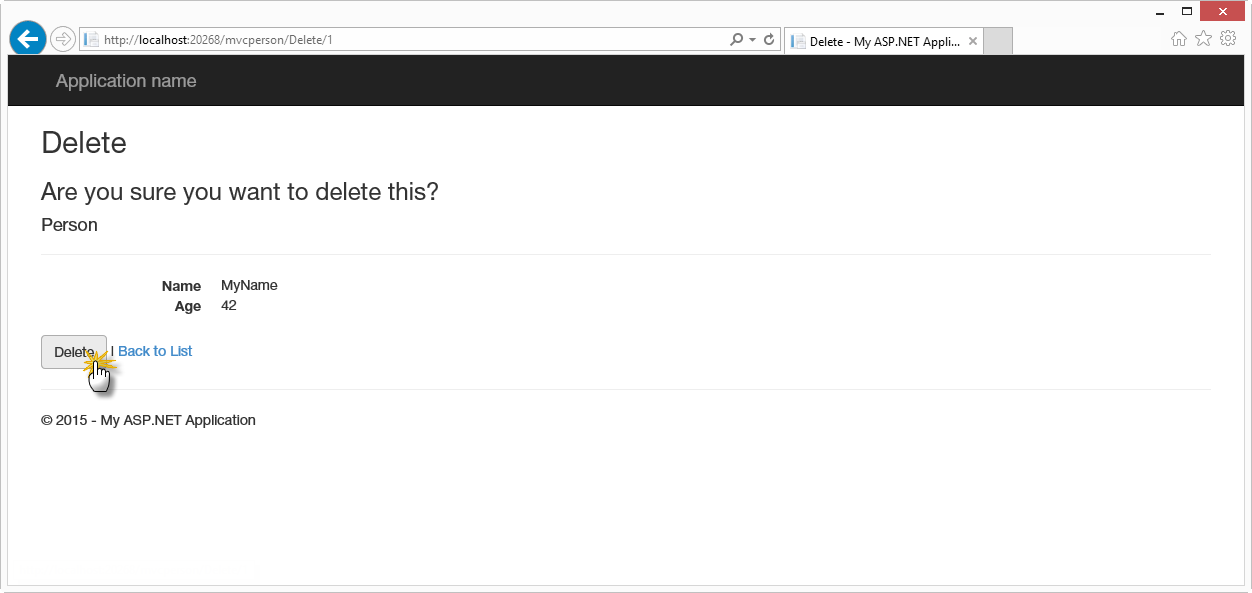 http://localhost:20268/mvcperson/Delete/1
Delete - My ASP.NET Appli...
Application name
Delete
Are you sure you want to delete this?
Person
Name MyName
Age 42
Delete | Back to List
© 2015 - My ASP.NET Application